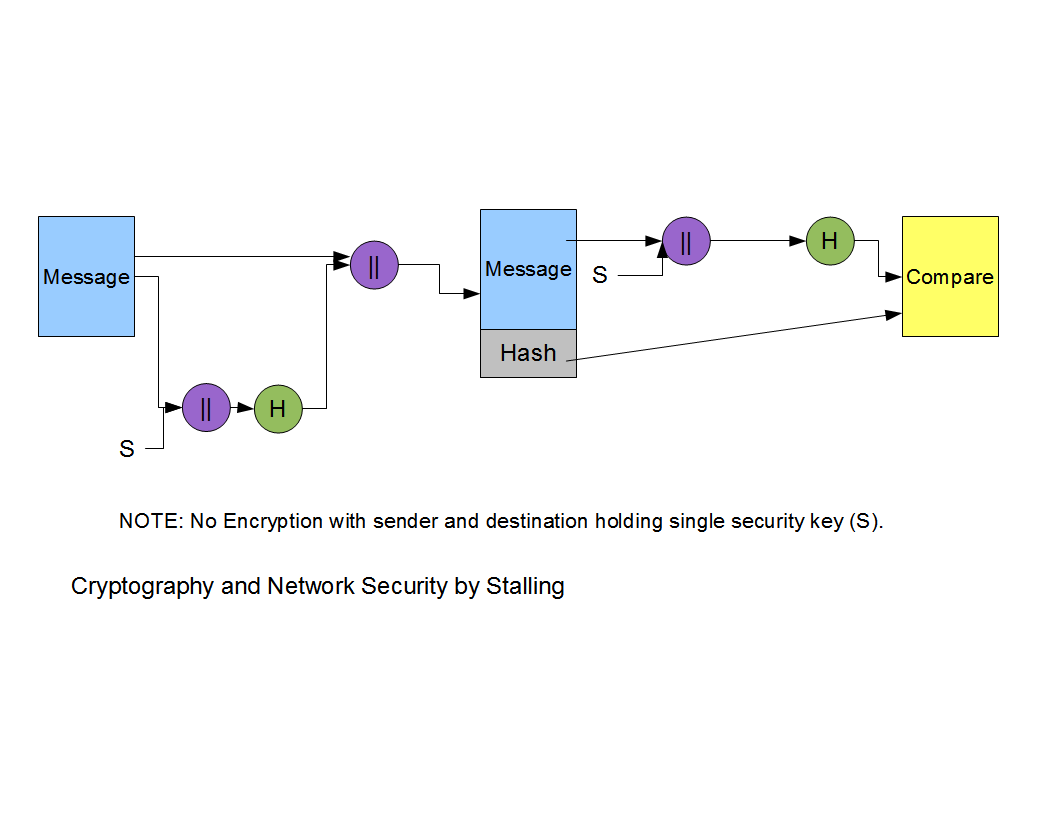 Message
||
Message
S
||
H
Compare
Hash
||
H
S
NOTE: No Encryption with sender and destination holding single security key (S).
Cryptography and Network Security by Stalling